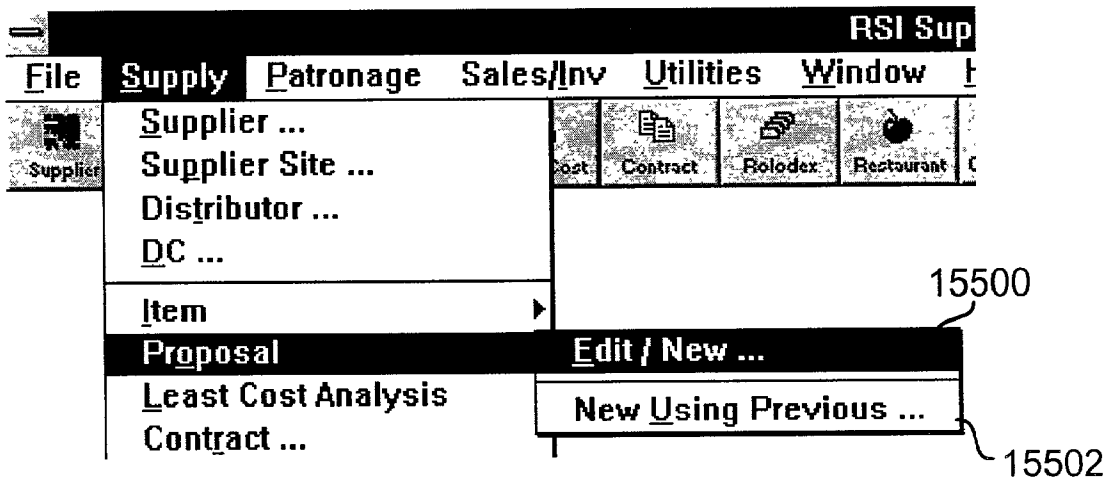 RSI Sup
File Supply Patronage Sales/Inv Utilities Window H
Supplier Cost Contract Rolodex Restaurant C
Supplier ...
Supplier Site ...
Distributor ...
DC ...
Item
Proposal
Least Cost Analysis
Contract ...
Edit / New ...
New Using Previous ...
15500
15502